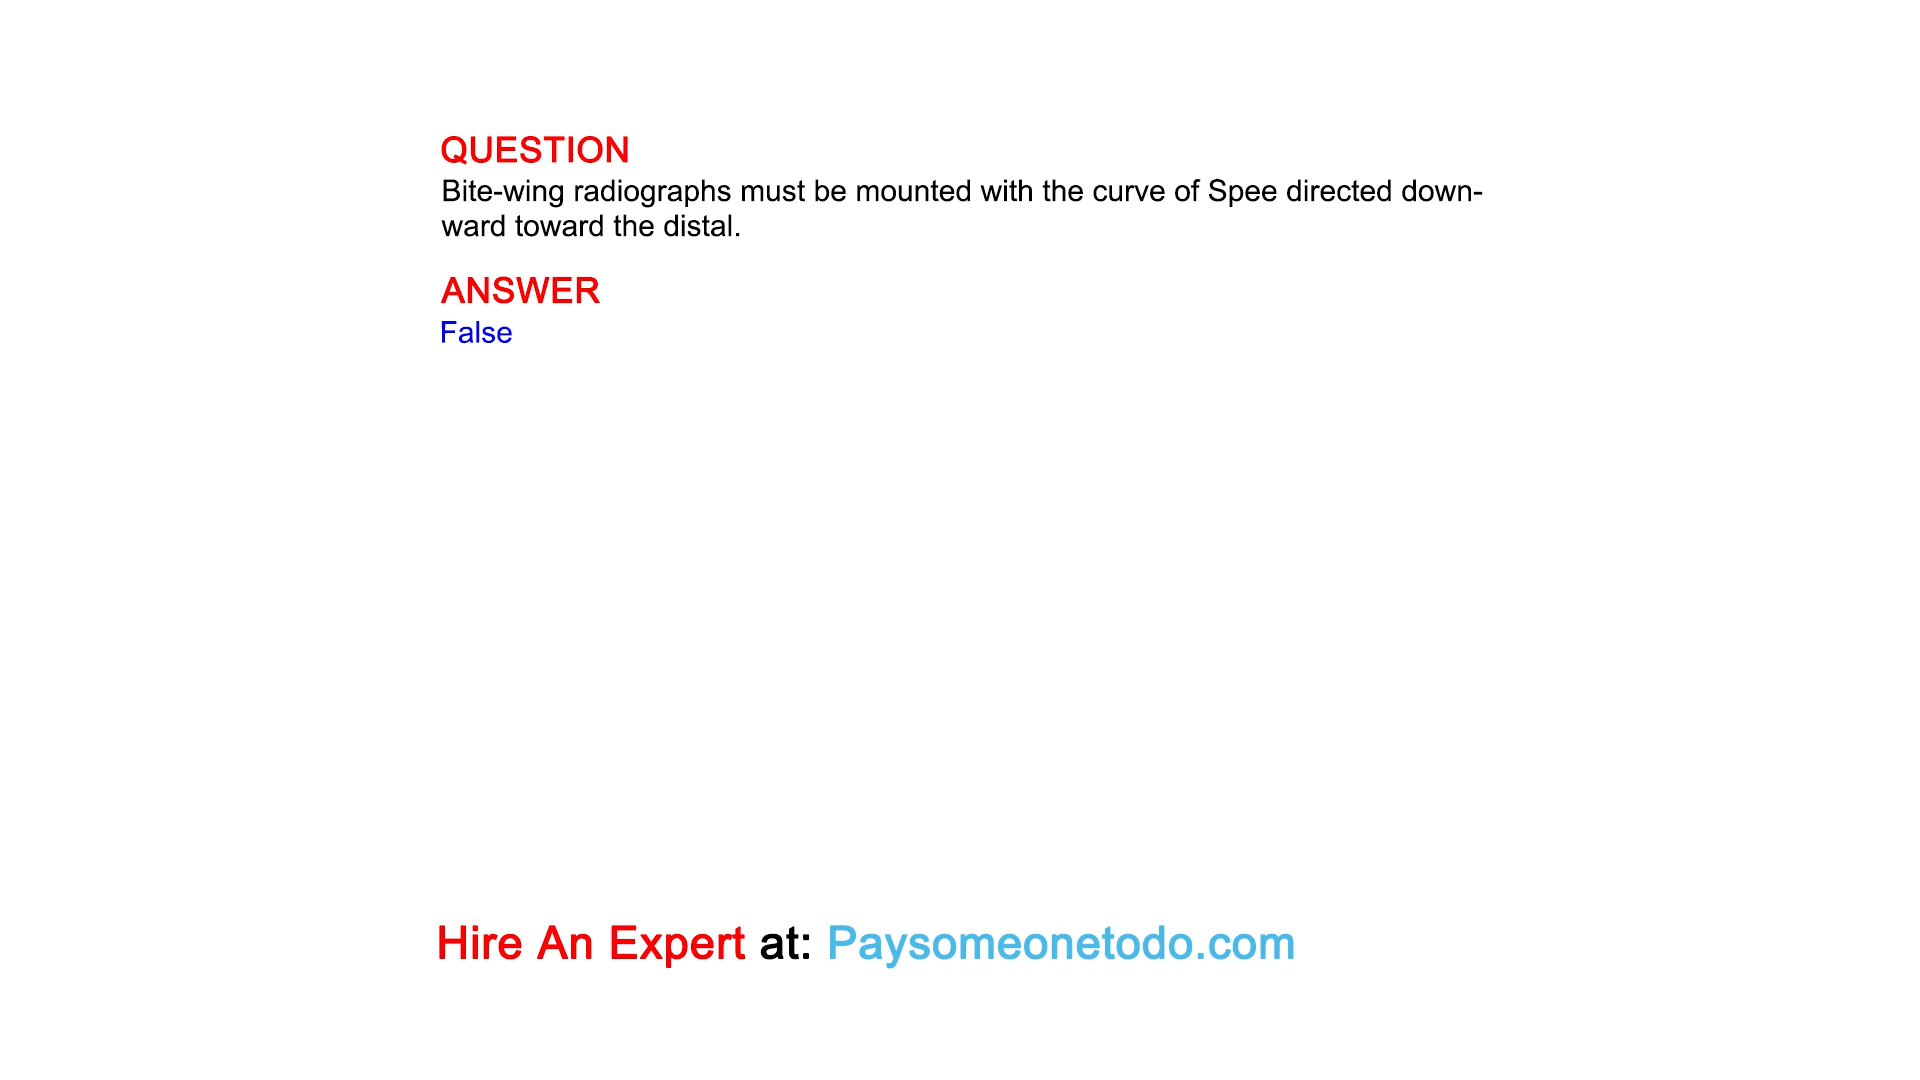 QUESTION
Bite-wing radiographs must be mounted with the curve of Spee directed down-
ward toward the distal.
ANSWER
False
Hire An Expert at: Paysomeonetodo.com